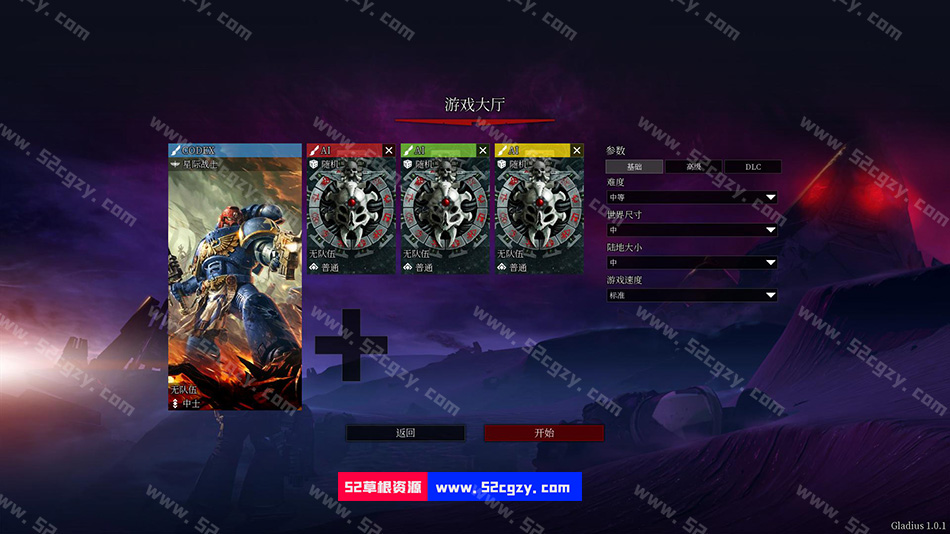 游戏大厅
CODEX
星际战士
无队伍
中士
AI
随机
无队伍
普通
AI
随机
无队伍
普通
AI
随机
无队伍
普通
参数
基础 高级 DLC
难度
中等
世界尺寸
中
陆地大小
中
游戏速度
标准
返回
开始
52草根资源 www.52cgzy.com
Gladius 1.0.1
www.52cgzy.com